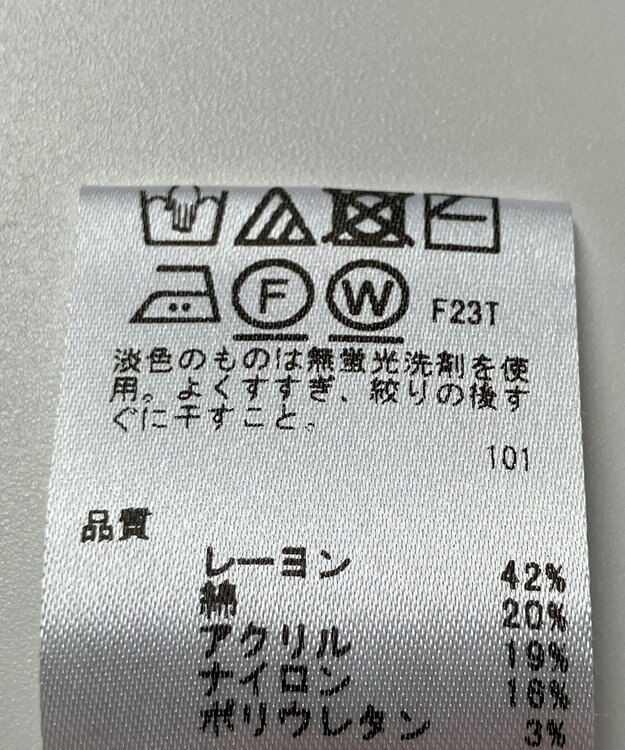 F W F23T
淡色のものは無蛍光洗剤を使
用。よくすすぎ、絞りの後す
ぐに干すこと。
101
品質
レーヨン 42%
綿 20%
アクリル 19%
ナイロン 16%
ポリウレタン 3%